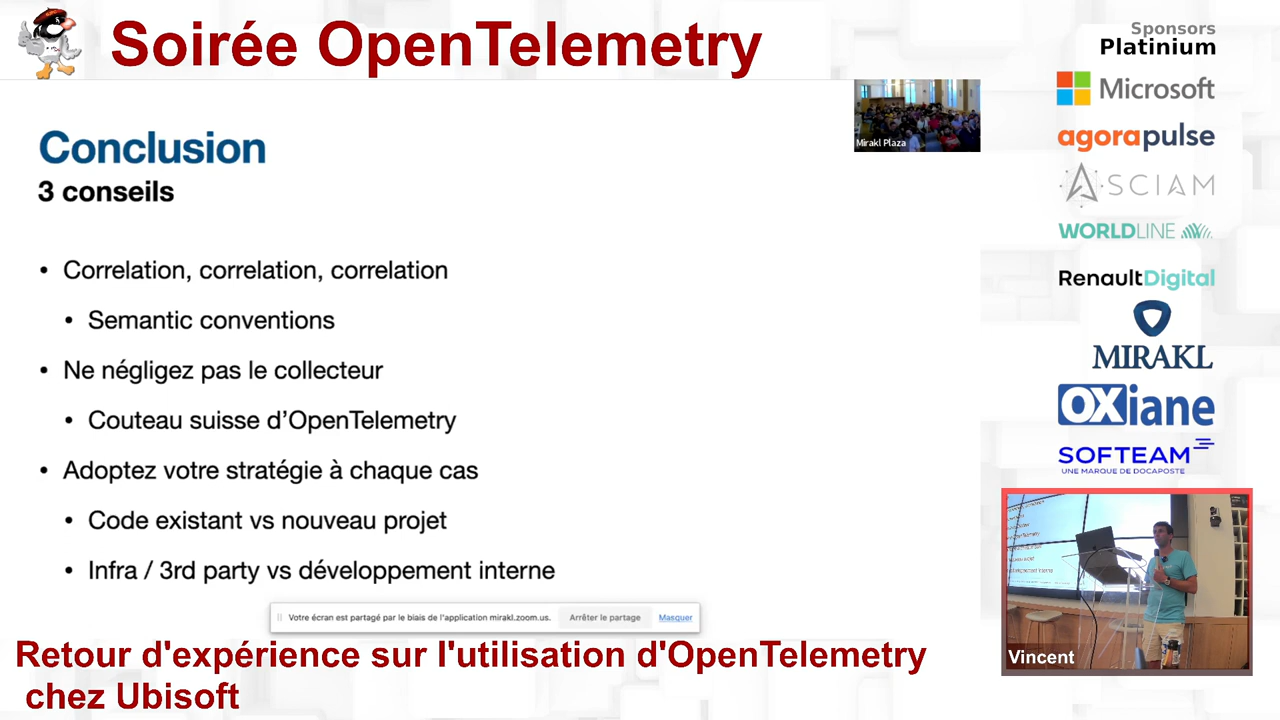 Soirée OpenTelemetry
Sponsors
Platinium
Microsoft
agorapulse
ASCIAM
WORLDLINE
RenaultDigital
MIRAKL
OXiane
SOFTEAM
UNE MARQUE DE DOCAPOSTE
Mirakl Plaza
Conclusion
3 conseils
• Correlation, correlation, correlation
• Semantic conventions
• Ne négligez pas le collecteur
• Couteau suisse d’OpenTelemetry
• Adoptez votre stratégie à chaque cas
• Code existant vs nouveau projet
• Infra / 3rd party vs développement interne
Votre écran est partagé par le biais de l'application mirakl.zoom.us. Arrêter le partage Masquer
Vincent
Retour d'expérience sur l'utilisation d'OpenTelemetry
chez Ubisoft